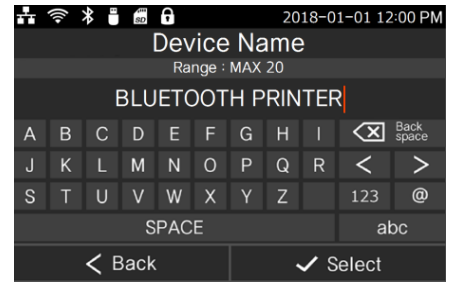 SD 2018-01-01 12:00 PM
Device Name
Range : MAX 20
BLUETOOTH PRINTER
A B C D E F G H I Back space
J K L M N O P Q R < >
S T U V W X Y Z 123 @
SPACE abc
< Back Select